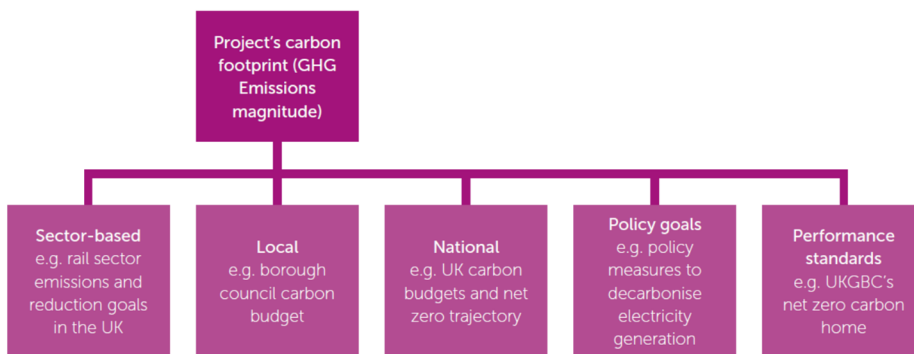 Project's carbon
footprint (GHG
Emissions
magnitude)
Sector-based
e.g. rail sector
emissions and
reduction goals
in the UK
Local
e.g. borough
council carbon
budget
National
e.g. UK carbon
budgets and net
zero trajectory
Policy goals
e.g. policy
measures to
decarbonise
electricity
generation
Performance
standards
e.g. UKGBC's
net zero carbon
home